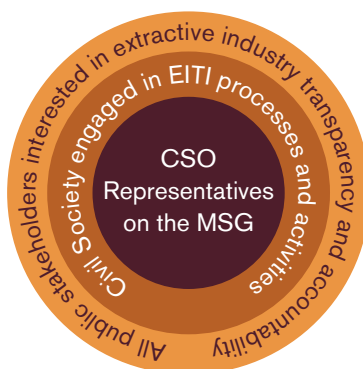 All public stakeholders interested in extractive industry transparency and accountability
Civil Society engaged in EITI processes and activities
CSO
Representatives
on the MSG